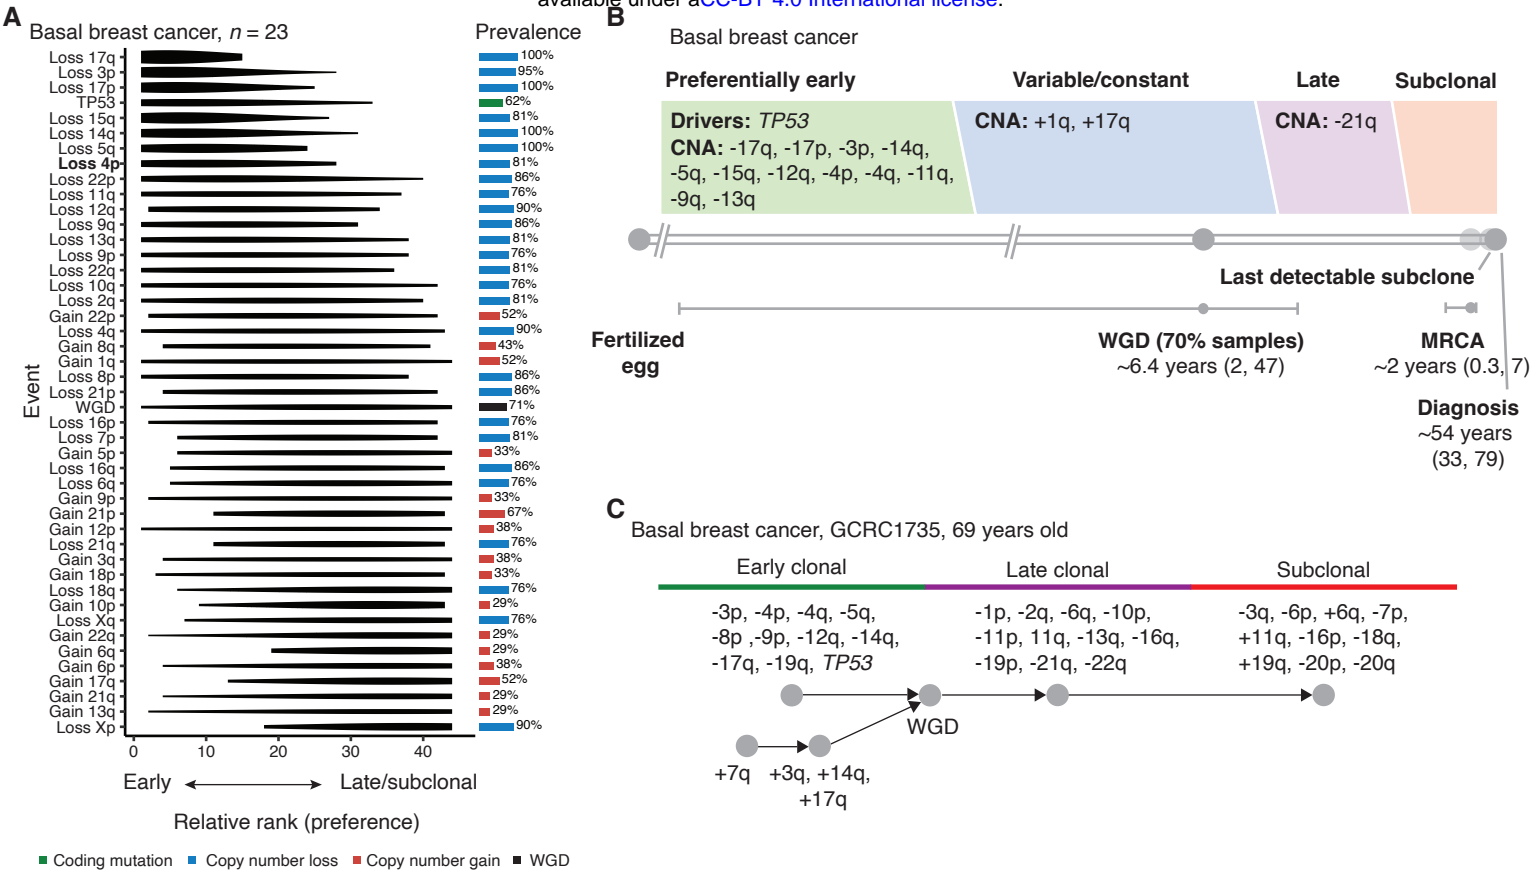 available under aCC-BY 4.0 International license.
A
Basal breast cancer, n = 23
Prevalence
Loss 17q 100%
Loss 3p 95%
Loss 17p 100%
TP53 62%
Loss 15q 81%
Loss 14q 100%
Loss 5q 100%
Loss 4p 81%
Loss 22p 86%
Loss 11q 76%
Loss 12q 90%
Loss 9q 86%
Loss 13q 81%
Loss 9p 76%
Loss 22q 81%
Loss 10q 76%
Loss 2q 81%
Gain 22p 52%
Loss 4q 90%
Gain 8q 43%
Gain 1q 52%
Loss 8p 86%
Loss 21p 86%
WGD 71%
Loss 16p 76%
Loss 7p 81%
Gain 5p 33%
Loss 16q 86%
Loss 6q 76%
Gain 9p 33%
Gain 21p 67%
Gain 12p 38%
Loss 21q 76%
Gain 3q 38%
Gain 18p 33%
Loss 18q 76%
Gain 10p 29%
Loss Xq 76%
Gain 22q 29%
Gain 6q 29%
Gain 6p 38%
Gain 17q 52%
Gain 21q 29%
Gain 13q 29%
Loss Xp 90%
Event
0 10 20 30 40
Early Late/subclonal
Relative rank (preference)
Coding mutation Copy number loss Copy number gain WGD
B
Basal breast cancer
Preferentially early Variable/constant Late Subclonal
Drivers: TP53
CNA: -17q, -17p, -3p, -14q,
-5q, -15q, -12q, -4p, -4q, -11q,
-9q, -13q
CNA: +1q, +17q
CNA: -21q
Last detectable subclone
Fertilized
egg
WGD (70% samples)
~6.4 years (2, 47)
MRCA
~2 years (0.3, 7)
Diagnosis
~54 years
(33, 79)
C
Basal breast cancer, GCRC1735, 69 years old
Early clonal Late clonal Subclonal
-3p, -4p, -4q, -5q,
-8p ,-9p, -12q, -14q,
-17q, -19q, TP53
-1p, -2q, -6q, -10p,
-11p, 11q, -13q, -16q,
-19p, -21q, -22q
-3q, -6p, +6q, -7p,
+11q, -16p, -18q,
+19q, -20p, -20q
WGD
+7q +3q, +14q,
+17q